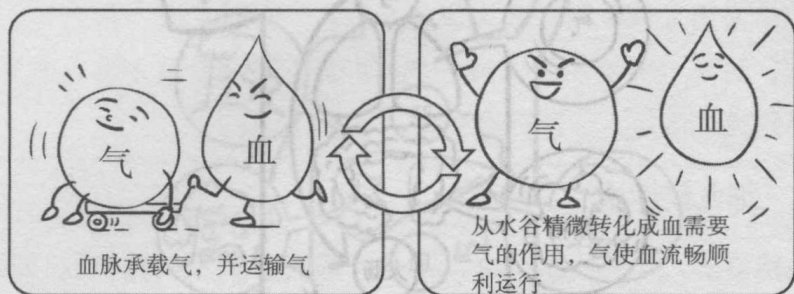 气
血
血脉承载气，并运输气
气
血
从水谷精微转化成血需要
气的作用，气使血流畅顺
利运行